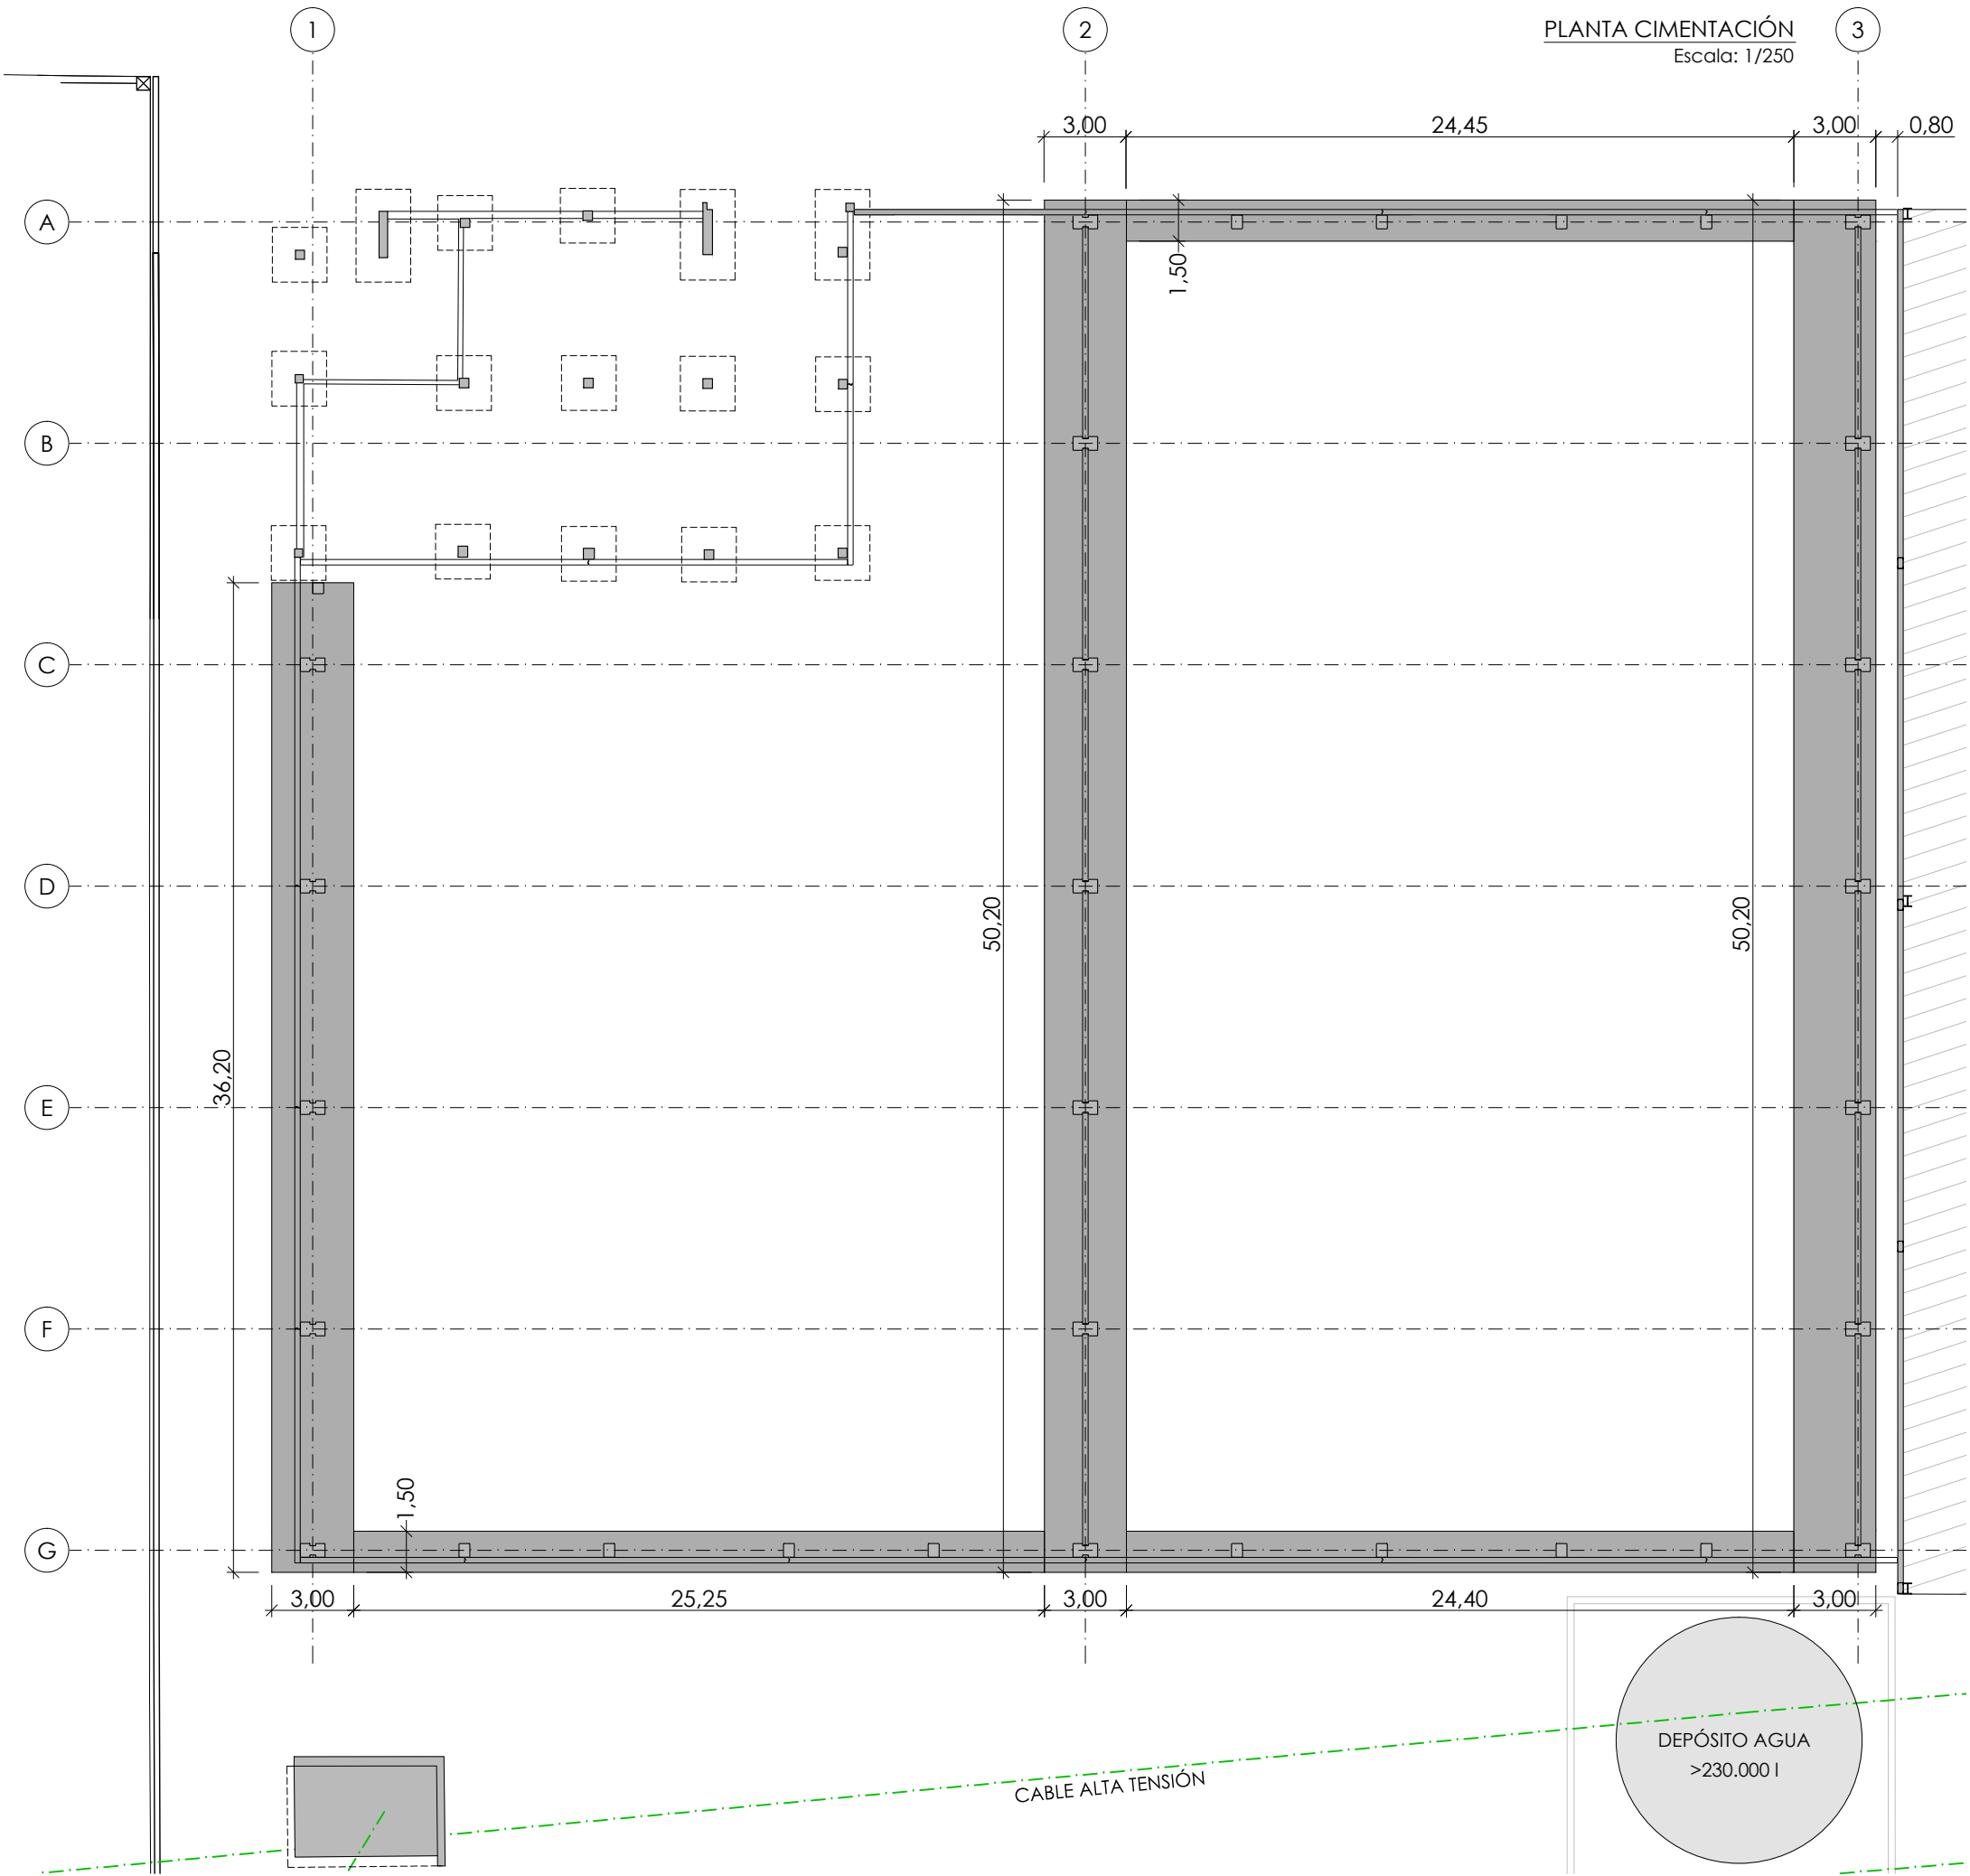 1
2
PLANTA CIMENTACIÓN
3
Escala: 1/250
3,00
24,45
3,00
0,80
A
1,50
B
C
D
50,20
50,20
36,20
E
F
1,50
G
3,00
25,25
3,00
24,40
3,00
DEPÓSITO AGUA
>230.000 l
CABLE ALTA TENSIÓN